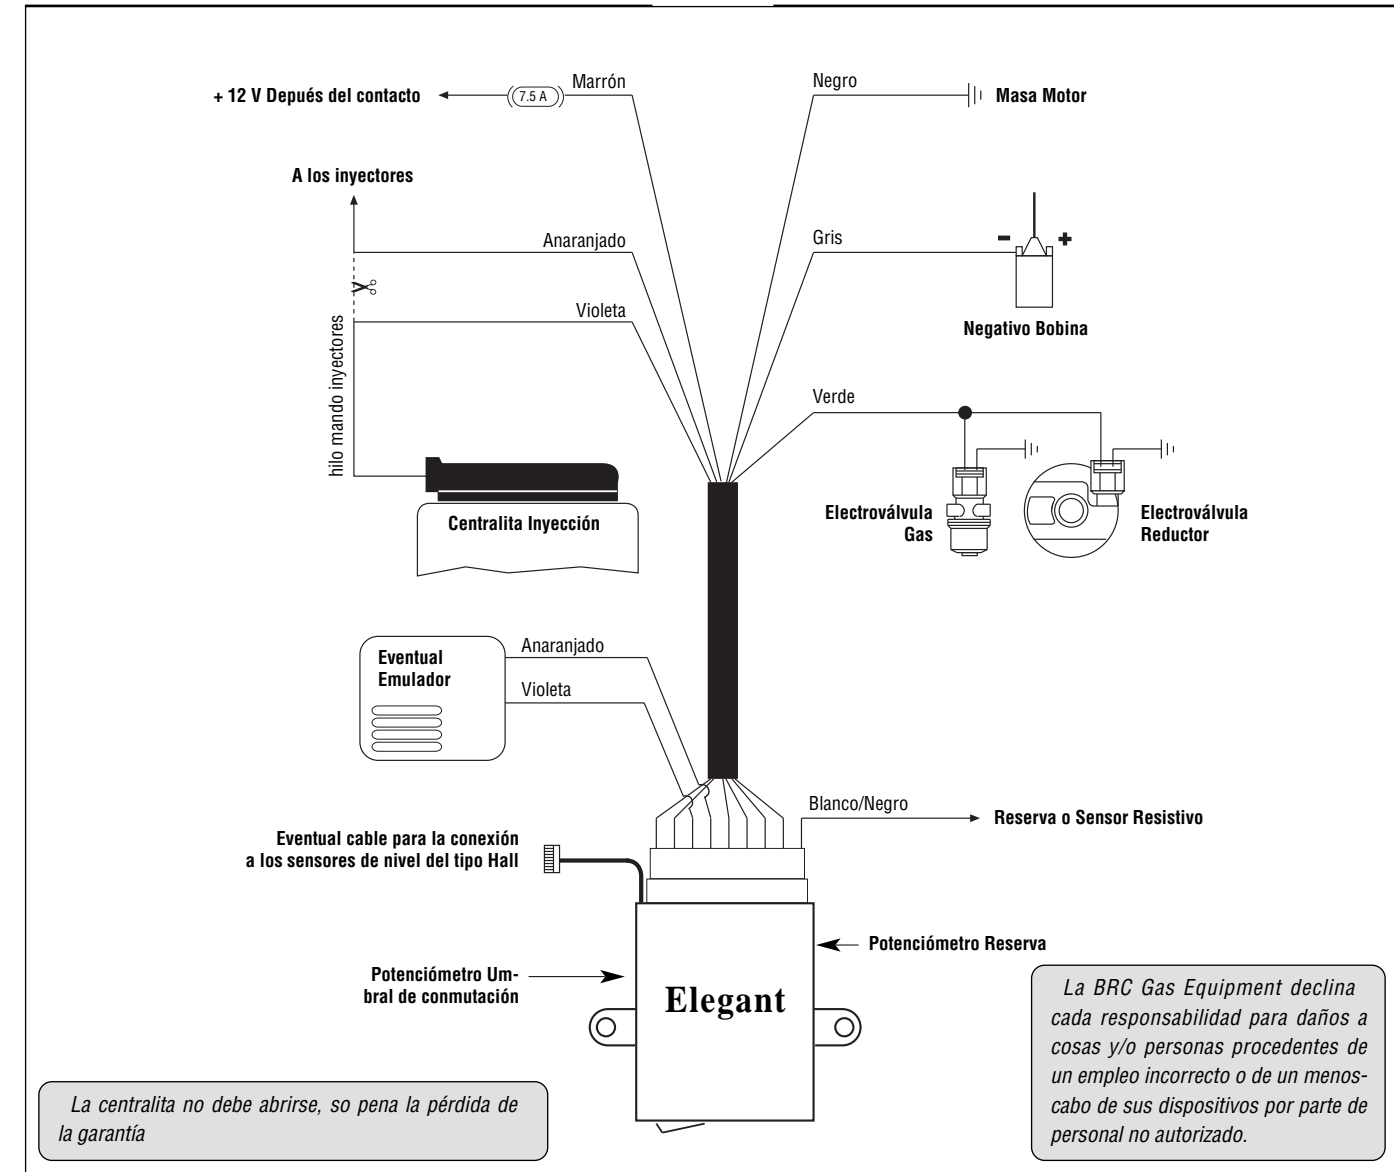 + 12 V Depués del contacto
7.5 A
Marrón
Negro
Masa Motor
A los inyectores
Anaranjado
Gris
- +
Violeta
Negativo Bobina
hilo mando inyectores
Verde
Centralita Inyección
Electroválvula
Gas
Electroválvula
Reductor
Eventual
Emulador
Anaranjado
Violeta
Blanco/Negro
Reserva o Sensor Resistivo
Eventual cable para la conexión
a los sensores de nivel del tipo Hall
Potenciómetro Reserva
Potenciómetro Um-
bral de conmutación
Elegant
La BRC Gas Equipment declina
cada responsabilidad para daños a
cosas y/o personas procedentes de
un empleo incorrecto o de un menos-
cabo de sus dispositivos por parte de
personal no autorizado.
La centralita no debe abrirse, so pena la pérdida de
la garantía